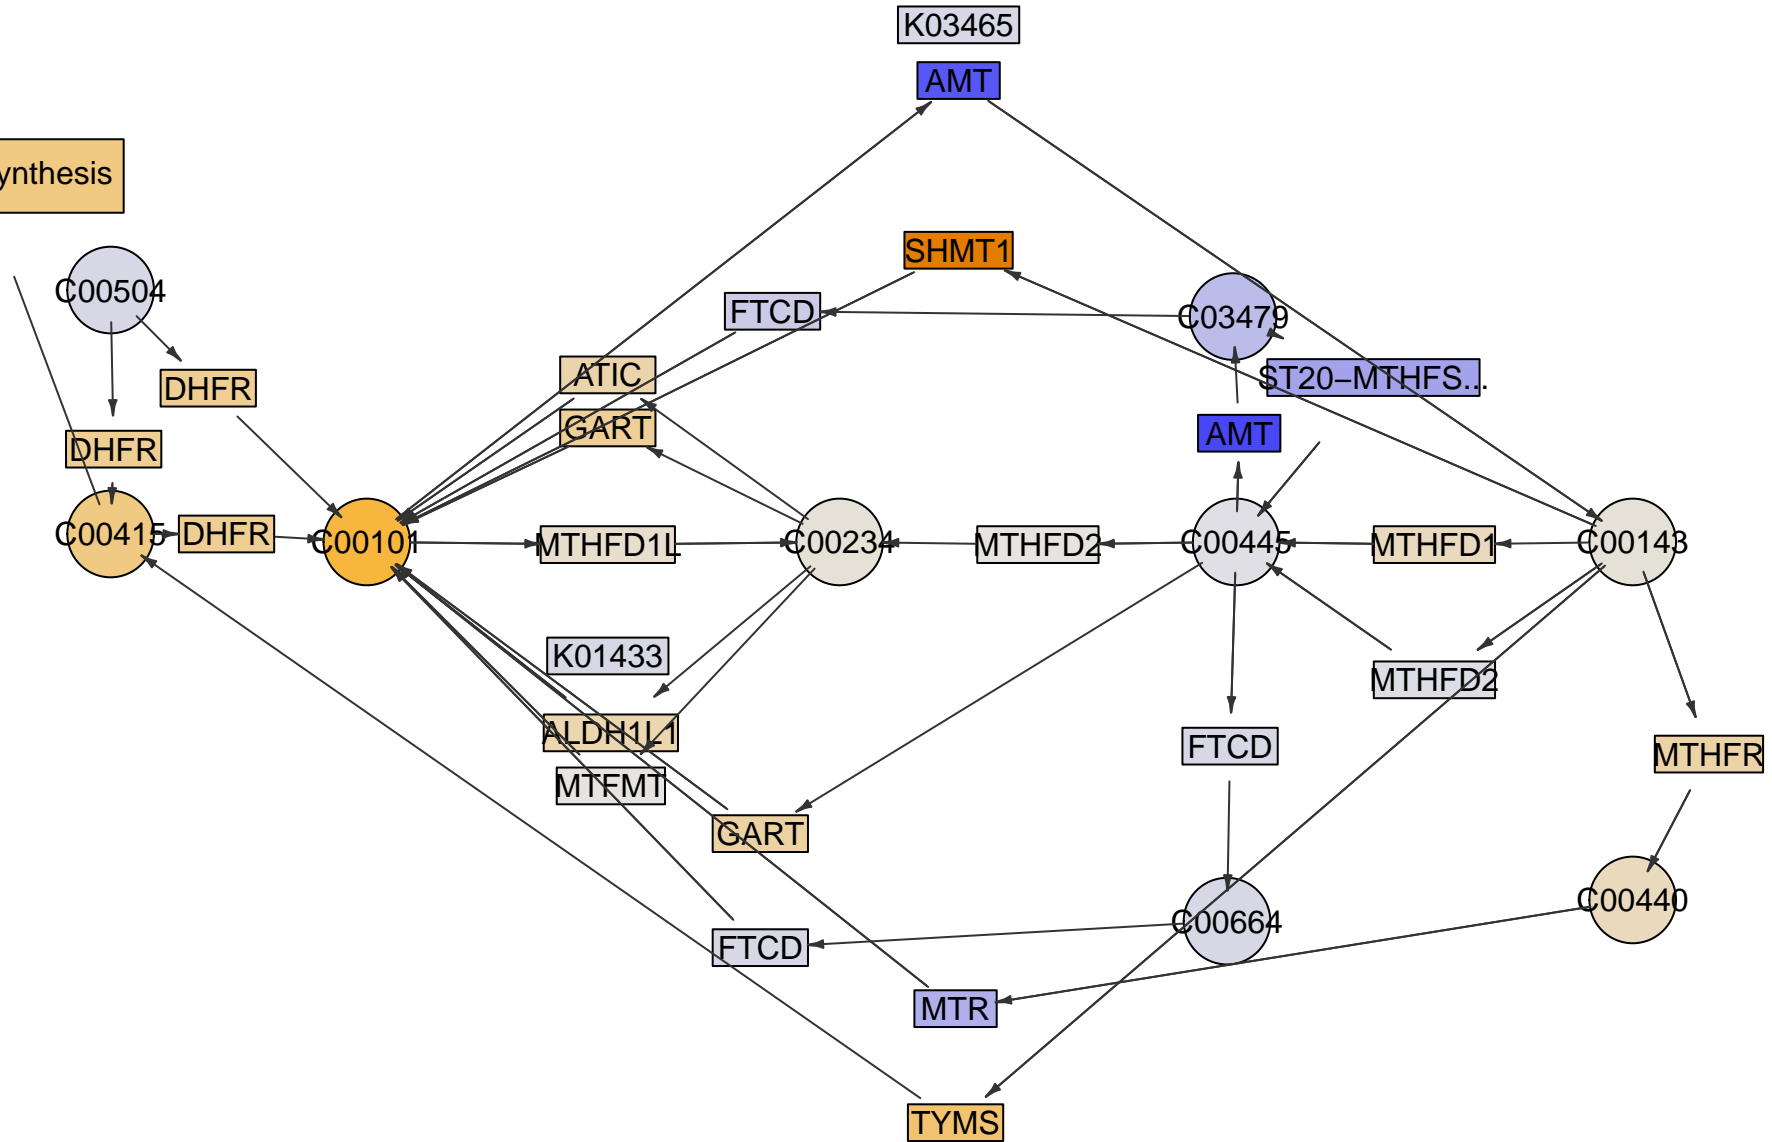 K03465
AMT
ynthesis
SHMT1
C00504
FTCD
C03479
ATIC
DHFR
ST20−MTHFS...
GART
AMT
DHFR
C00415
DHFR
C00101
MTHFD1L
C00234
MTHFD2
C00445
MTHFD1
C00143
K01433
MTHFD2
ALDH1L1
FTCD
MTHFR
MTFMT
GART
C00440
C00664
FTCD
MTR
TYMS